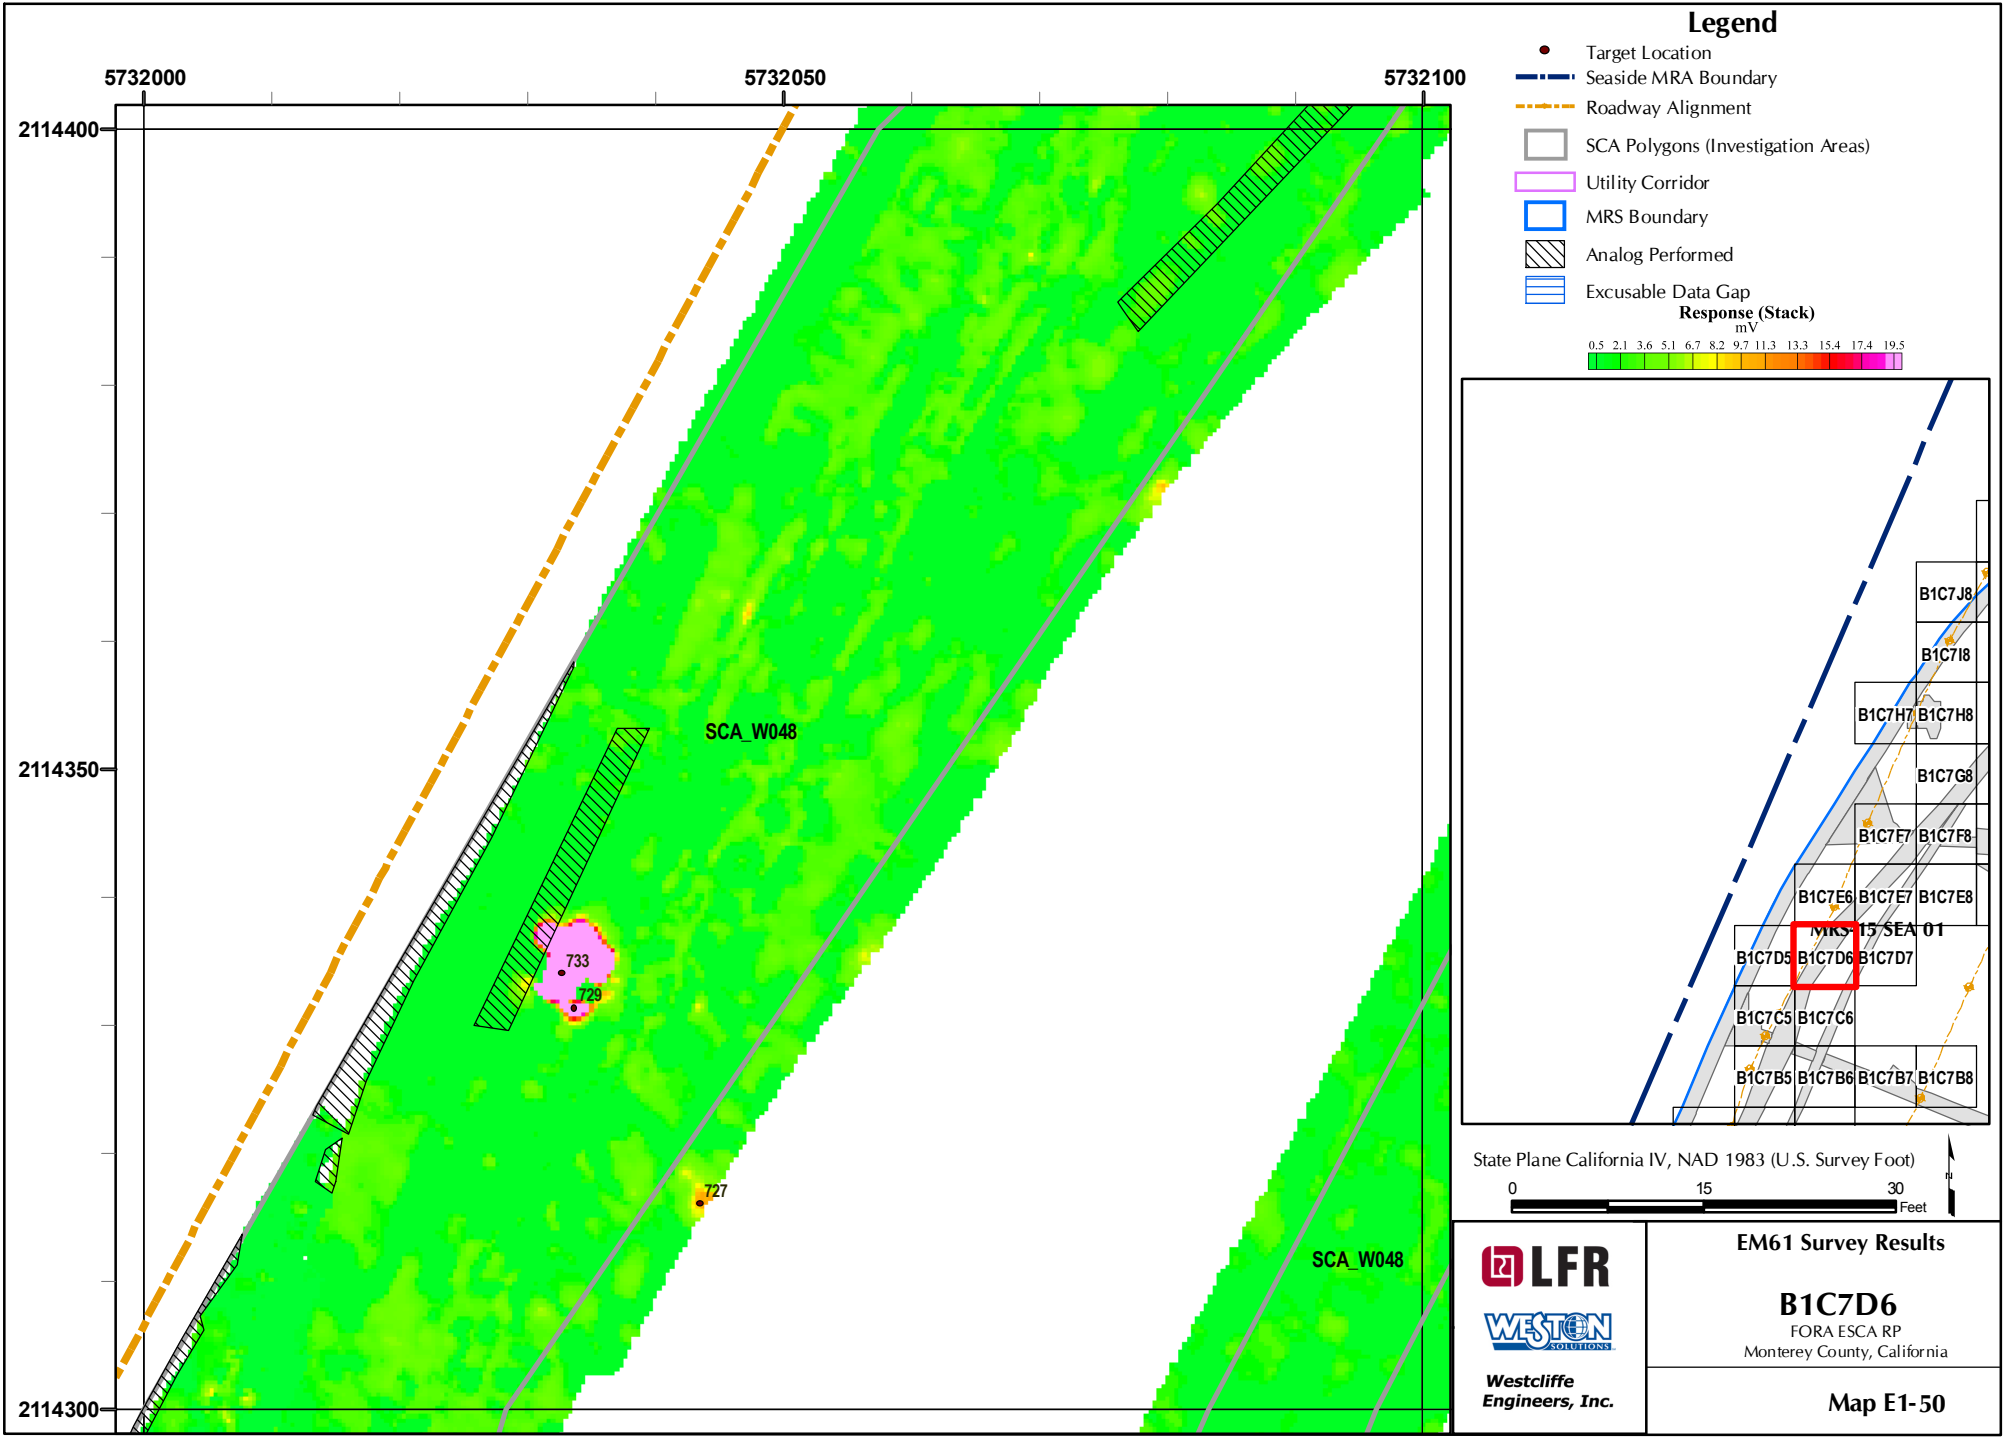 5732000
5732050
5732100
2114400
2114350
2114300
SCA_W048
733
729
727
SCA_W048
Legend
Target Location
Seaside MRA Boundary
Roadway Alignment
SCA Polygons (Investigation Areas)
Utility Corridor
MRS Boundary
Analog Performed
Excusable Data Gap
Response (Stack)
mV
0.5 2.1 3.6 5.1 6.7 8.2 9.7 11.3 13.3 15.4 17.4 19.5
B1C7J8
B1C7I8
B1C7H7 B1C7H8
B1C7G8
B1C7F7 B1C7F8
B1C7E6 B1C7E7 B1C7E8
MRS-15 SEA 01
B1C7D5 B1C7D6 B1C7D7
B1C7C5 B1C7C6
B1C7B5 B1C7B6 B1C7B7 B1C7B8
State Plane California IV, NAD 1983 (U.S. Survey Foot)
0 15 30
Feet
N
LFR
WESTON
SOLUTIONS
Westcliffe
Engineers, Inc.
EM61 Survey Results
B1C7D6
FORA ESCA RP
Monterey County, California
Map E1-50